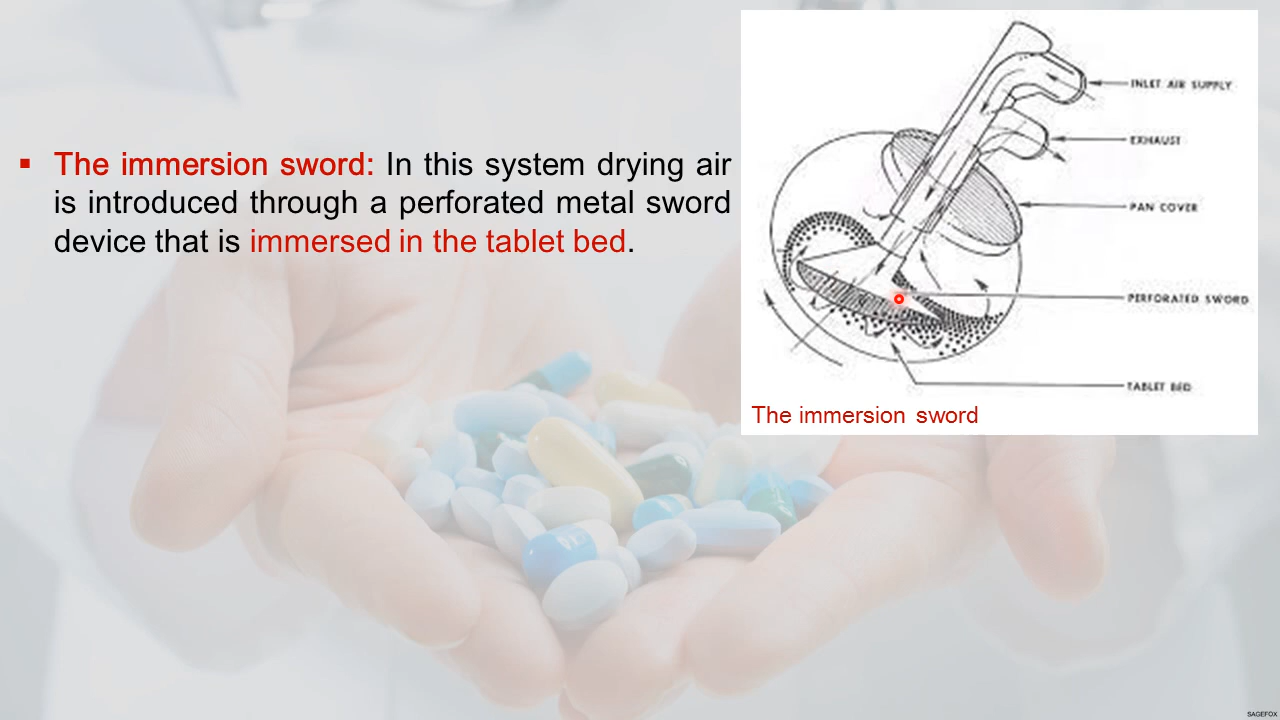 ▪ The immersion sword: In this system drying air
is introduced through a perforated metal sword
device that is immersed in the tablet bed.
INLET AIR SUPPLY
EXHAUST
PAN COVER
PERFORATED SWORD
TABLET BED
The immersion sword
SAGEFOX